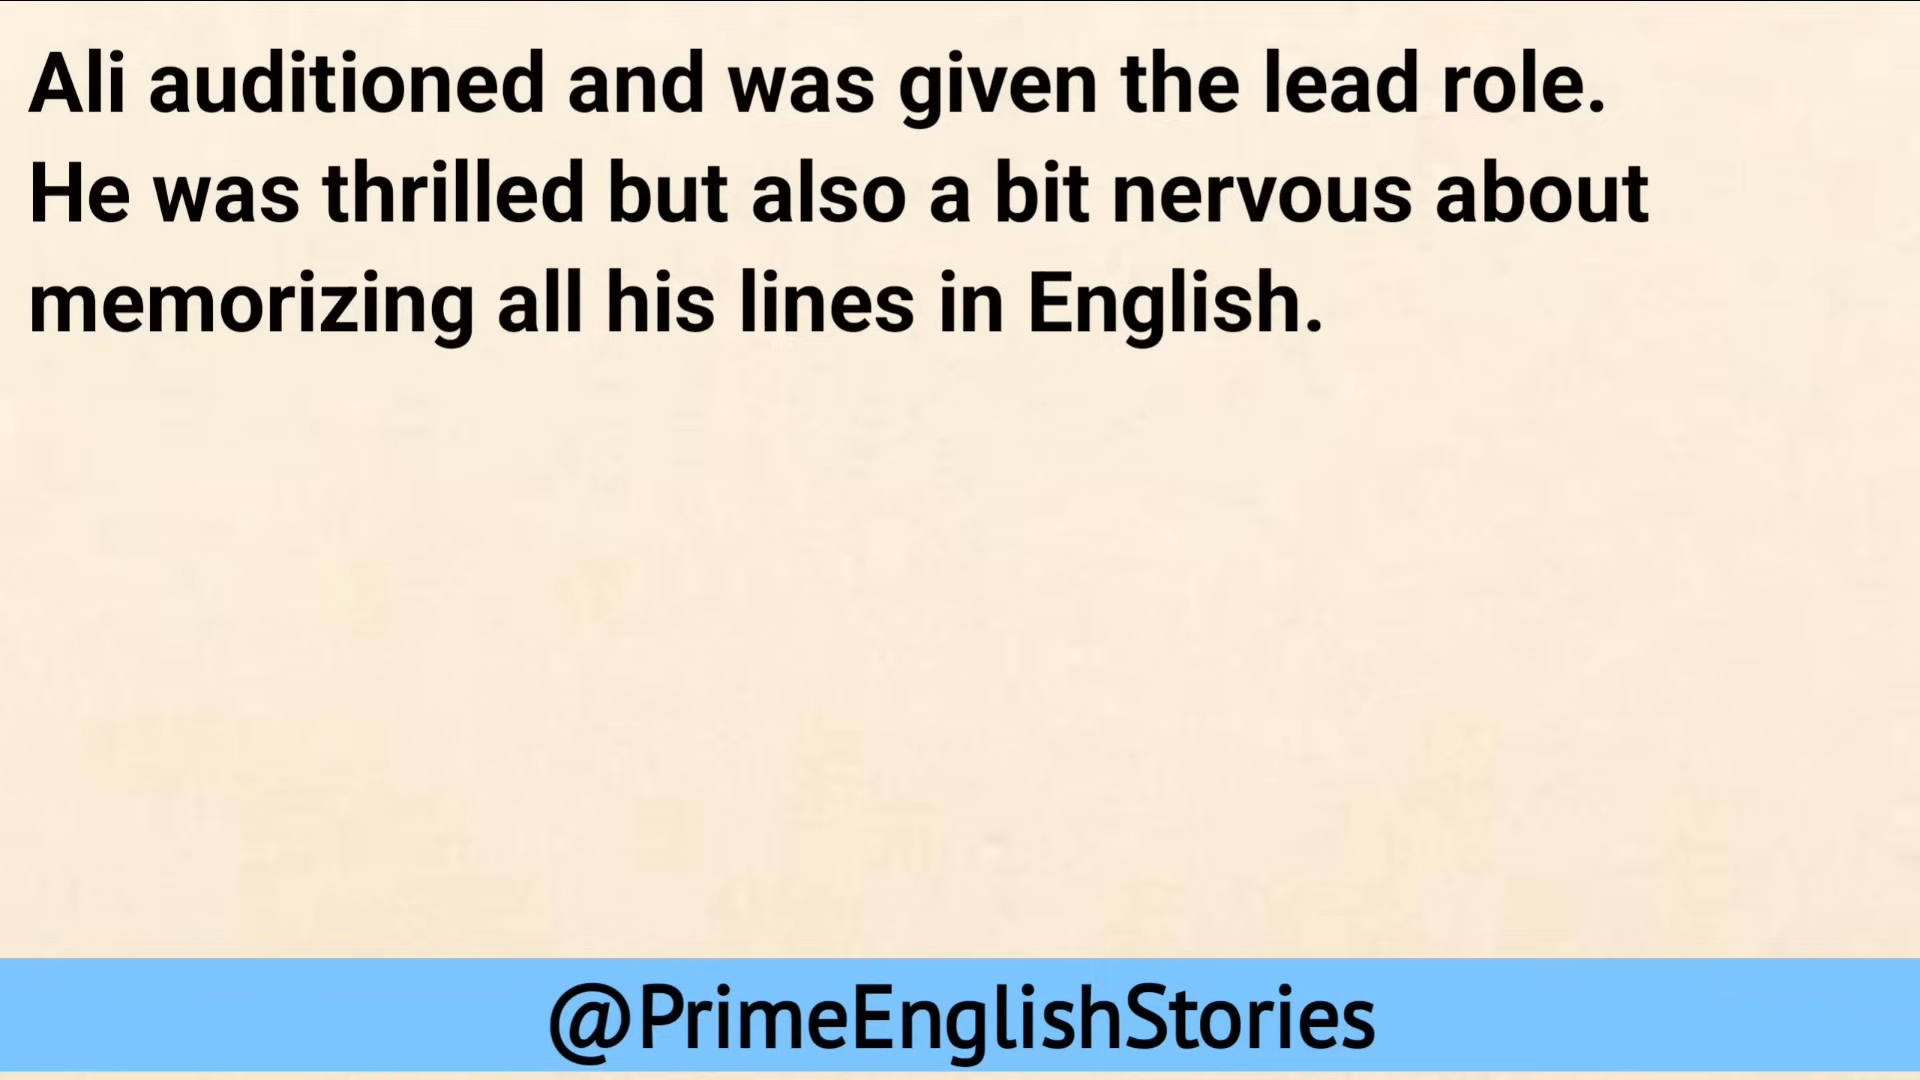 Ali auditioned and was given the lead role.
He was thrilled but also a bit nervous about
memorizing all his lines in English.
@PrimeEnglishStories